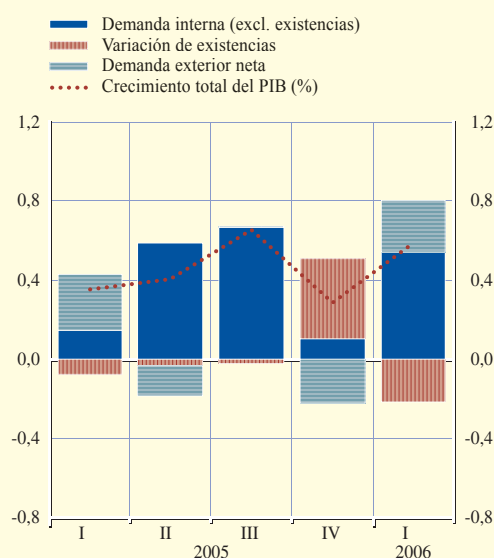 Demanda interna (excl. existencias)
Variación de existencias
Demanda exterior neta
Crecimiento total del PIB (%)
1,2 1,2
0,8 0,8
0,4 0,4
0,0 0,0
-0,4 -0,4
-0,8 -0,8
I II III IV I
2005 2006